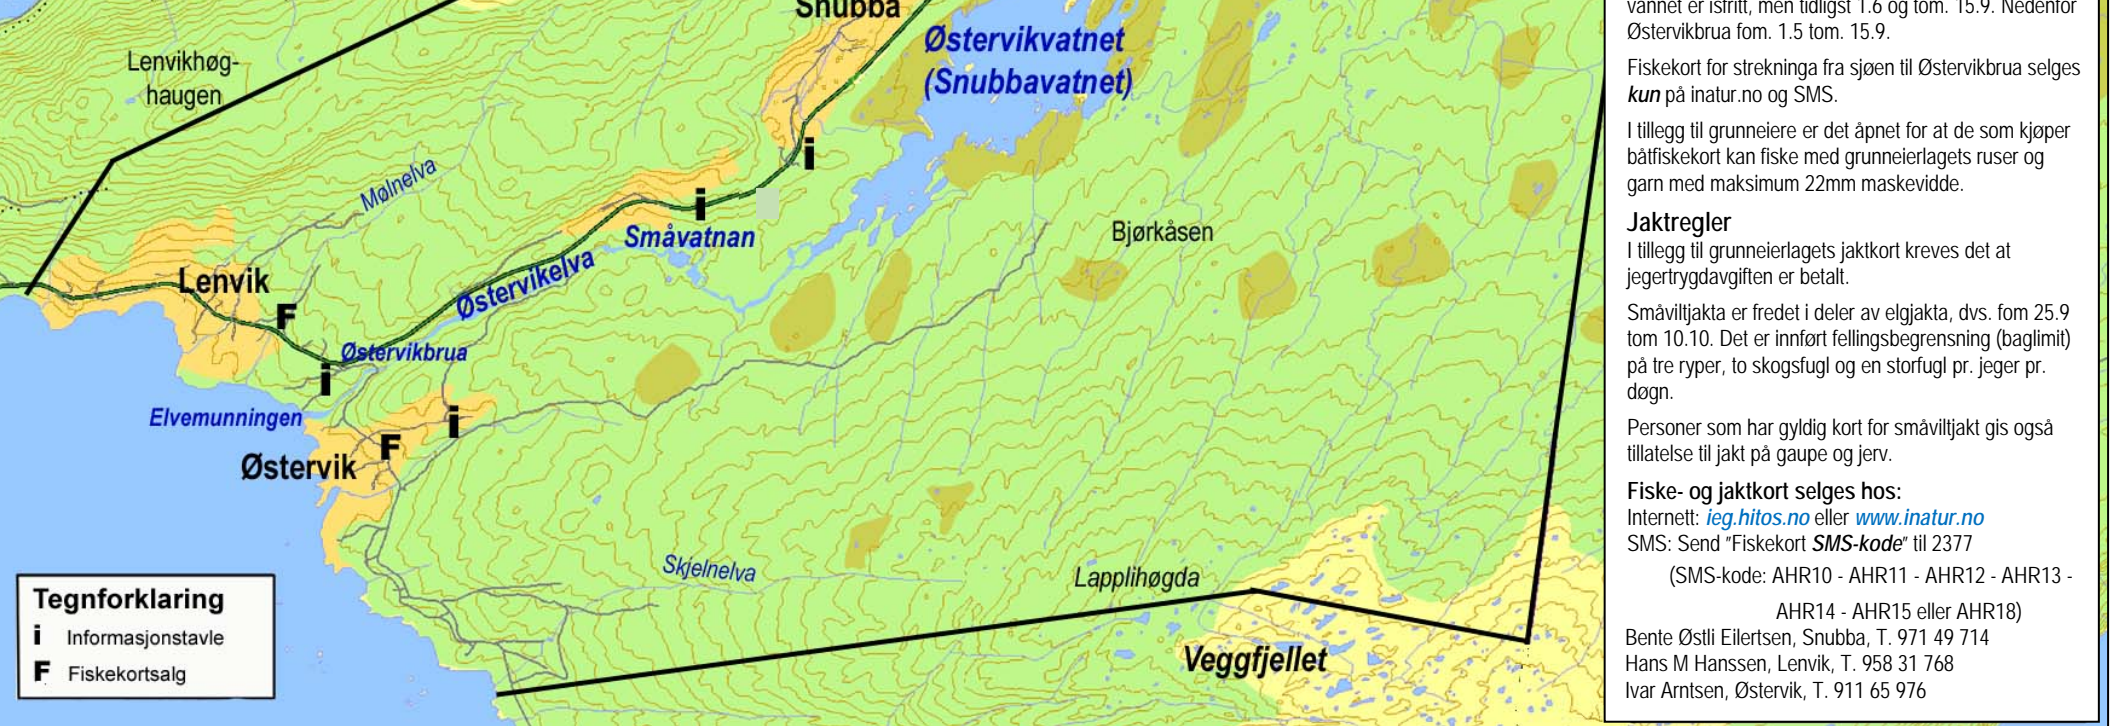 Snubba
Østervikvatnet
(Snubbavatnet)
Lenvikhøg-
haugen
Mølnelva
i
i
Småvatnan
Bjørkåsen
Lenvik
F
Østervikelva
Østervikbrua
i
Elvemunningen
i
F
Østervik
Skjelnelva
Lapplihøgda
Veggfjellet
Tegnforklaring
i Informasjonstavle
F Fiskekortsalg
vannet er isfritt, men tidligst 1.6 og tom. 15.9. Nedenfor
Østervikbrua fom. 1.5 tom. 15.9.
Fiskekort for strekninga fra sjøen til Østervikbrua selges
kun på inatur.no og SMS.
I tillegg til grunneiere er det åpnet for at de som kjøper
båtfiskekort kan fiske med grunneierlagets ruser og
garn med maksimum 22mm maskevidde.
Jaktregler
I tillegg til grunneierlagets jaktkort kreves det at
jegertrygdavgiften er betalt.
Småviltjakta er fredet i deler av elgjakta, dvs. fom 25.9
tom 10.10. Det er innført fellingsbegrensning (baglimit)
på tre ryper, to skogsfugl og en storfugl pr. jeger pr.
døgn.
Personer som har gyldig kort for småviltjakt gis også
tillatelse til jakt på gaupe og jerv.
Fiske- og jaktkort selges hos:
Internett: ieg.hitos.no eller www.inatur.no
SMS: Send "Fiskekort SMS-kode" til 2377
(SMS-kode: AHR10 - AHR11 - AHR12 - AHR13 -
AHR14 - AHR15 eller AHR18)
Bente Østli Eilertsen, Snubba, T. 971 49 714
Hans M Hanssen, Lenvik, T. 958 31 768
Ivar Arntsen, Østervik, T. 911 65 976